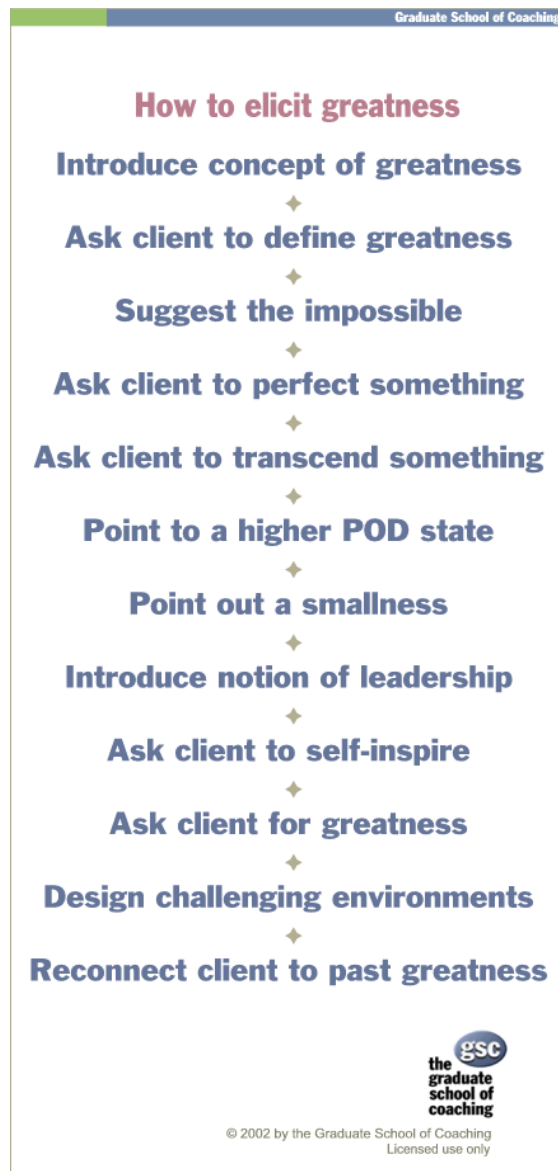 Graduate School of Coaching
How to elicit greatness
Introduce concept of greatness
Ask client to define greatness
Suggest the impossible
Ask client to perfect something
Ask client to transcend something
Point to a higher POD state
Point out a smallness
Introduce notion of leadership
Ask client to self-inspire
Ask client for greatness
Design challenging environments
Reconnect client to past greatness
gsc
the
graduate
school of
coaching
© 2002 by the Graduate School of Coaching
Licensed use only